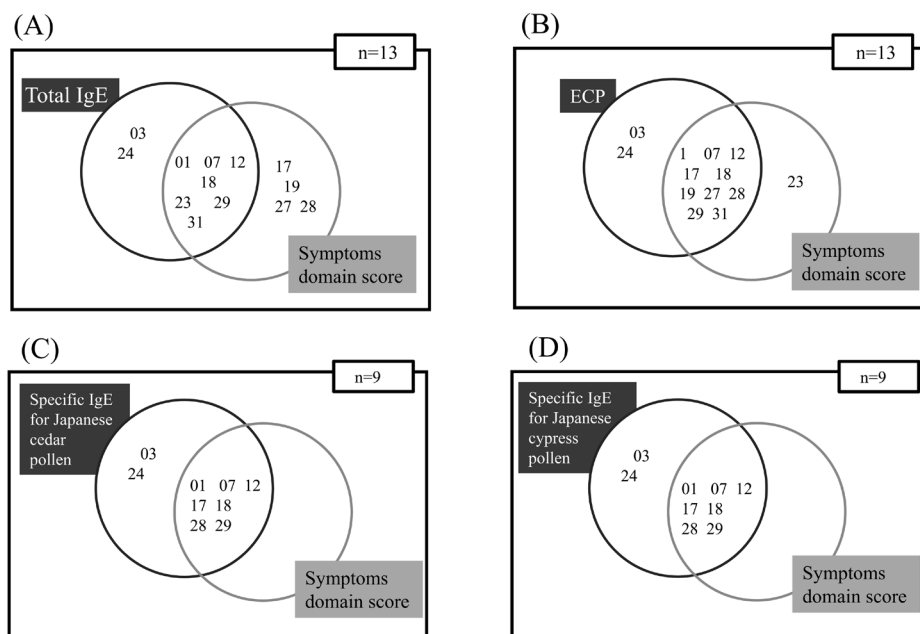 (A)
n=13
Total IgE
03
24
01 07 12
18
23 29
31
17
19
27 28
Symptoms
domain score
(B)
n=13
ECP
03
24
1 07 12
17 18
19 27 28
29 31
23
Symptoms
domain score
(C)
n=9
Specific IgE
for Japanese
cedar
pollen
03
24
01 07 12
17 18
28 29
Symptoms
domain score
(D)
n=9
Specific IgE
for Japanese
cypress
pollen
03
24
01 07 12
17 18
28 29
Symptoms
domain score